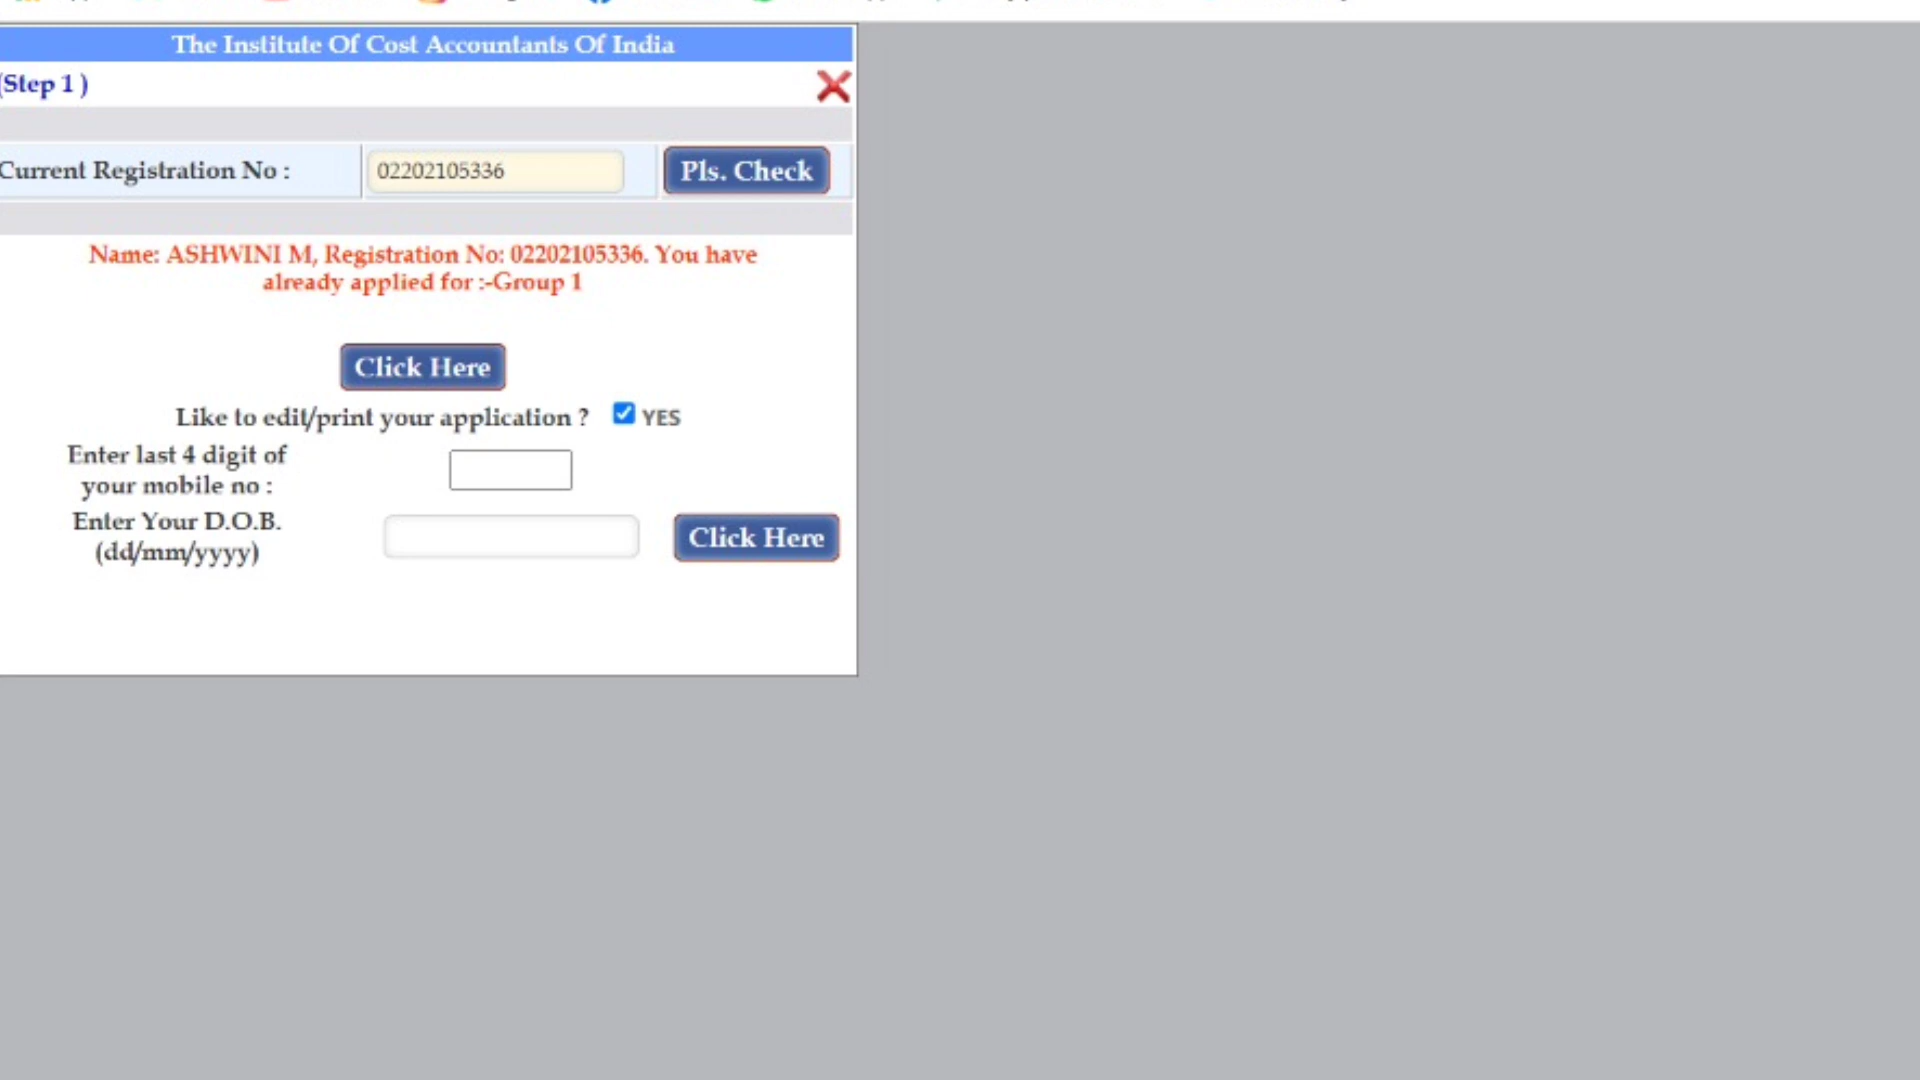 The Institute Of Cost Accountants Of India
(Step 1 )
Current Registration No :
02202105336
Pls. Check
Name: ASHWINI M, Registration No: 02202105336. You have
already applied for :-Group 1
Click Here
Like to edit/print your application ?
YES
Enter last 4 digit of
your mobile no :
Enter Your D.O.B.
(dd/mm/yyyy)
Click Here